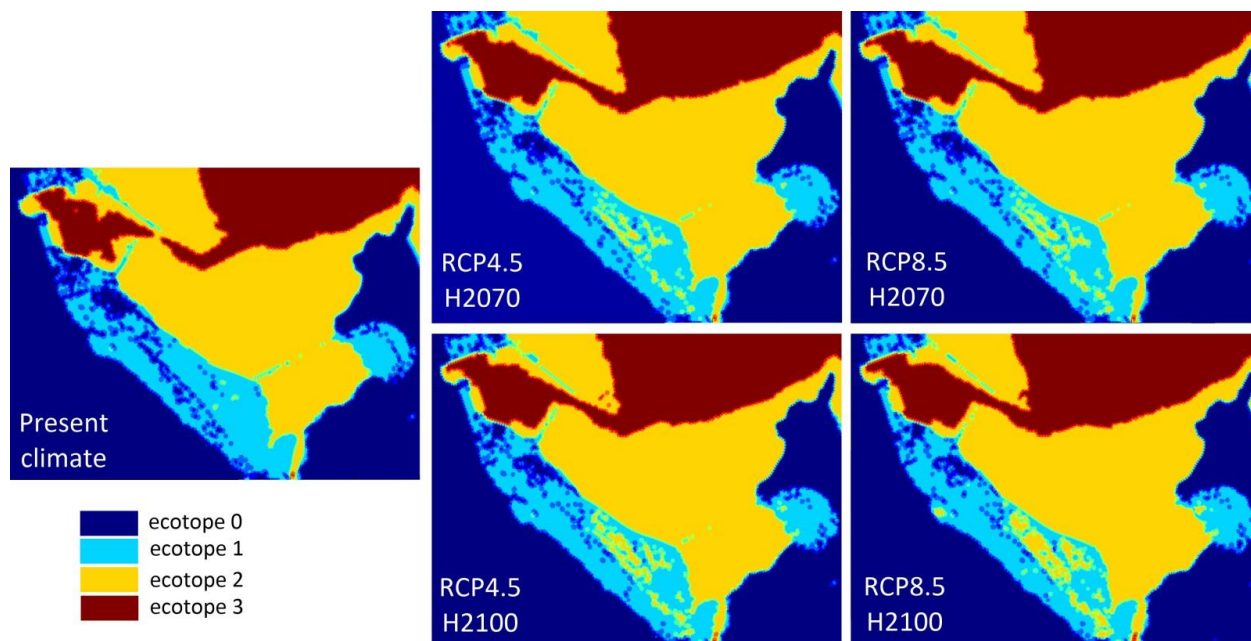 RCP4.5
H2070
RCP8.5
H2070
Present
climate
RCP4.5
H2100
RCP8.5
H2100
ecotope 0
ecotope 1
ecotope 2
ecotope 3